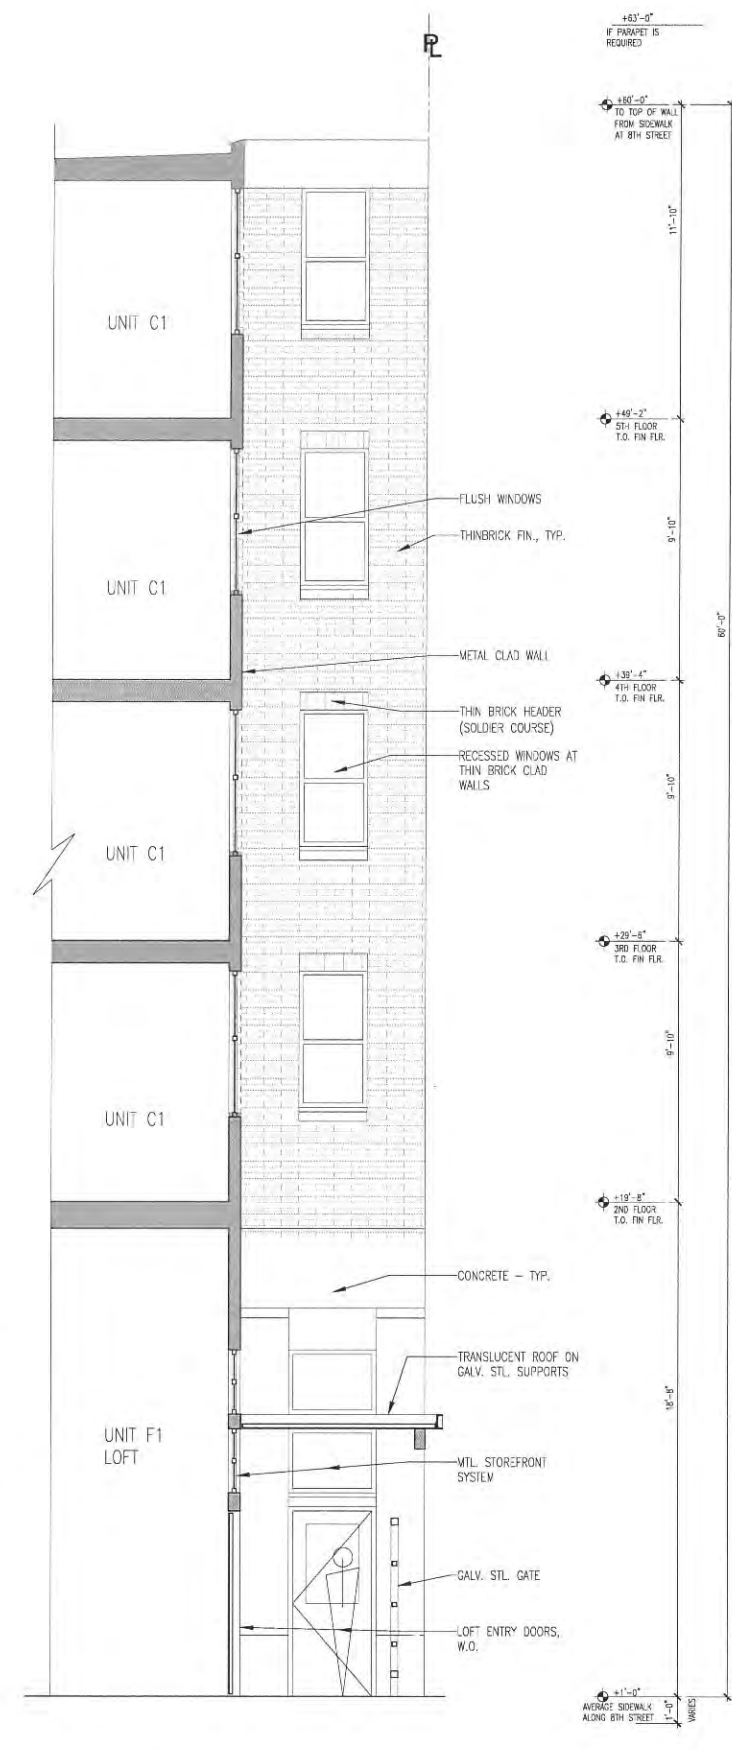 +63'-0"
IF PARAPET IS
REQUIRED
PL
+60'-0"
TO TOP OF WALL
FROM SIDEWALK
AT 8TH STREET
11'-10"
UNIT C1
+49'-2"
5TH FLOOR
T.O. FIN FLR.
FLUSH WINDOWS
THINBRICK FIN., TYP.
9'-10"
UNIT C1
60'-0"
METAL CLAD WALL
+39'-4"
4TH FLOOR
T.O. FIN FLR.
THIN BRICK HEADER
(SOLDIER COURSE)
RECESSED WINDOWS AT
THIN BRICK CLAD
WALLS
9'-10"
UNIT C1
+29'-6"
3RD FLOOR
T.O. FIN FLR.
9'-10"
UNIT C1
+19'-8"
2ND FLOOR
T.O. FIN FLR.
CONCRETE – TYP.
TRANSLUCENT ROOF ON
GALV. STL. SUPPORTS
18'-8"
UNIT F1
LOFT
MTL. STOREFRONT
SYSTEM
GALV. STL. GATE
LOFT ENTRY DOORS,
W.O.
+1'-0"
AVERAGE SIDEWALK
ALONG 8TH STREET
1'-0"
VARIES